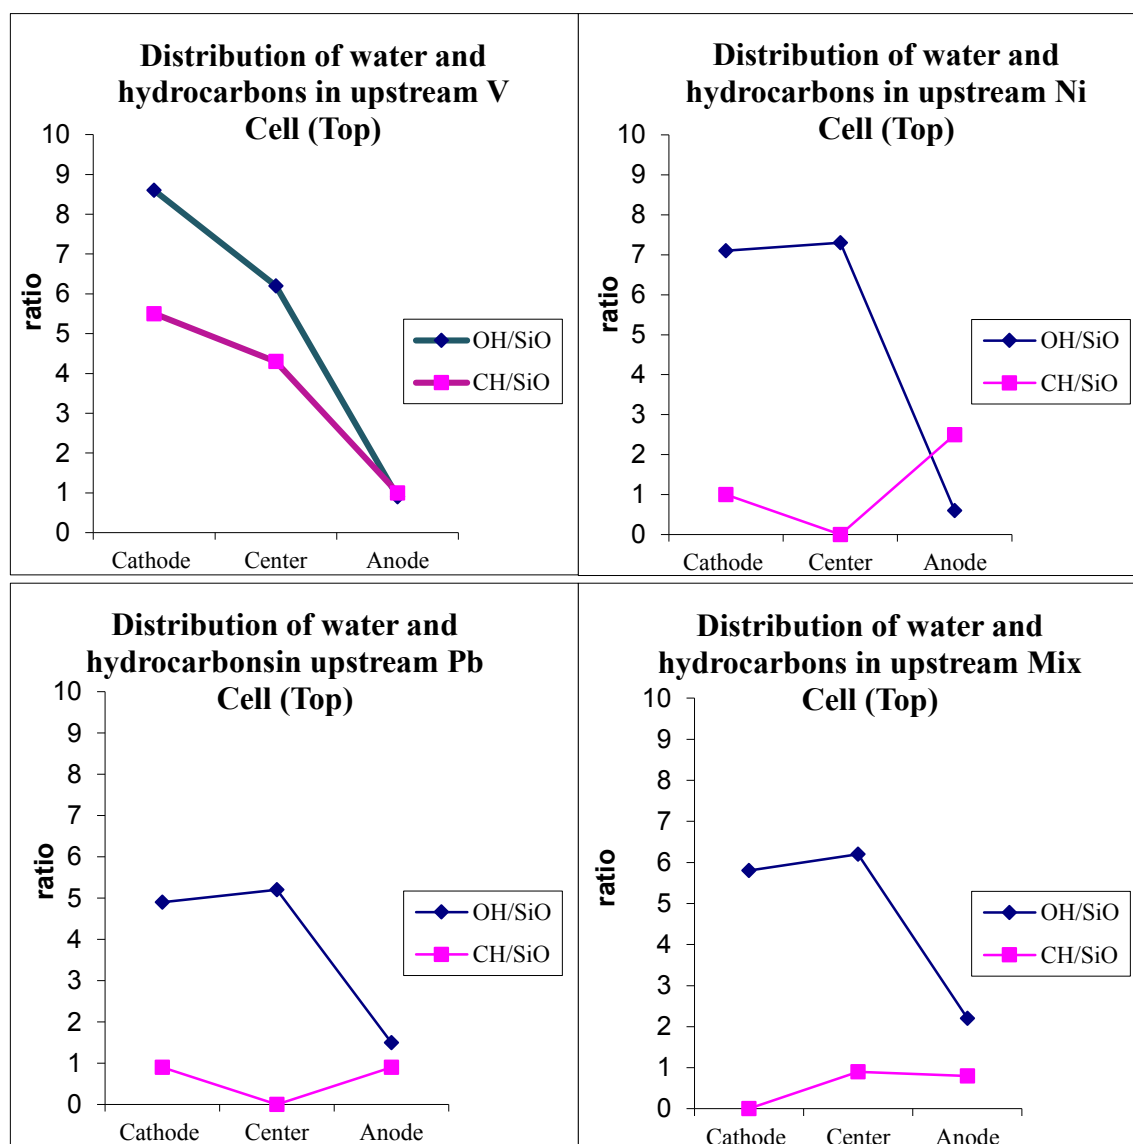 Distribution of water and
hydrocarbons in upstream V
Cell (Top)
10
9
8
7
6
5
4
3
2
1
0
ratio
Cathode Center Anode
OH/SiO
CH/SiO
Distribution of water and
hydrocarbons in upstream Ni
Cell (Top)
10
9
8
7
6
5
4
3
2
1
0
ratio
Cathode Center Anode
OH/SiO
CH/SiO
Distribution of water and
hydrocarbonsin upstream Pb
Cell (Top)
10
9
8
7
6
5
4
3
2
1
0
ratio
Cathode Center Anode
OH/SiO
CH/SiO
Distribution of water and
hydrocarbons in upstream Mix
Cell (Top)
10
9
8
7
6
5
4
3
2
1
0
ratio
Cathode Center Anode
OH/SiO
CH/SiO